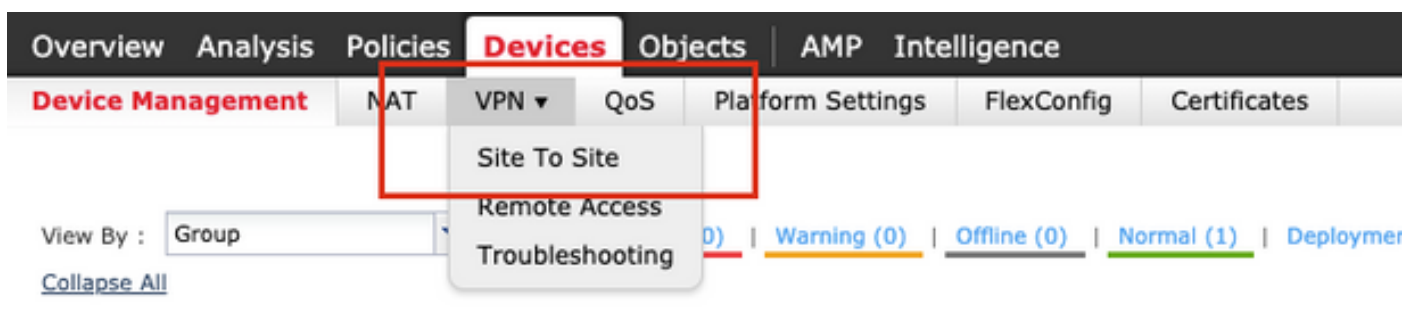 Overview Analysis Policies Devices Objects AMP Intelligence
Device Management NAT VPN ▾ QoS Platform Settings FlexConfig Certificates
Site To Site
Remote Access
View By : Group 0) | Warning (0) | Offline (0) | Normal (1) | Deploymer
Troubleshooting
Collapse All